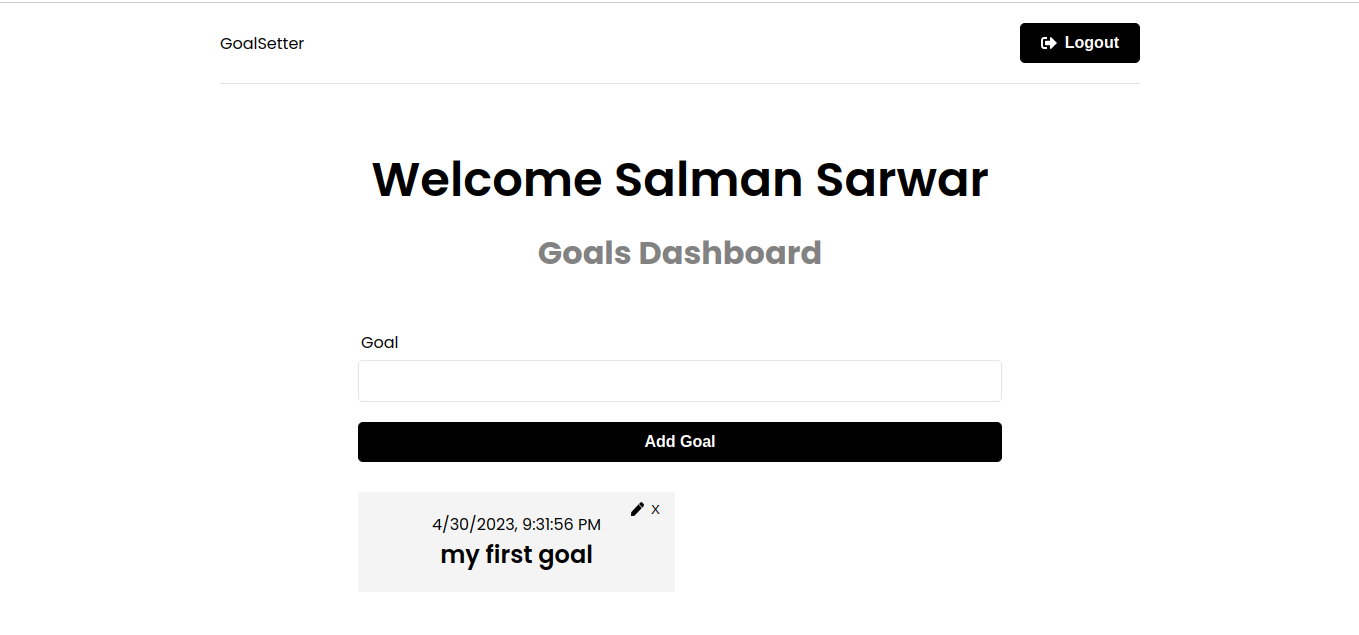 GoalSetter
Logout
Welcome Salman Sarwar
Goals Dashboard
Goal
Add Goal
X
4/30/2023, 9:31:56 PM
my first goal